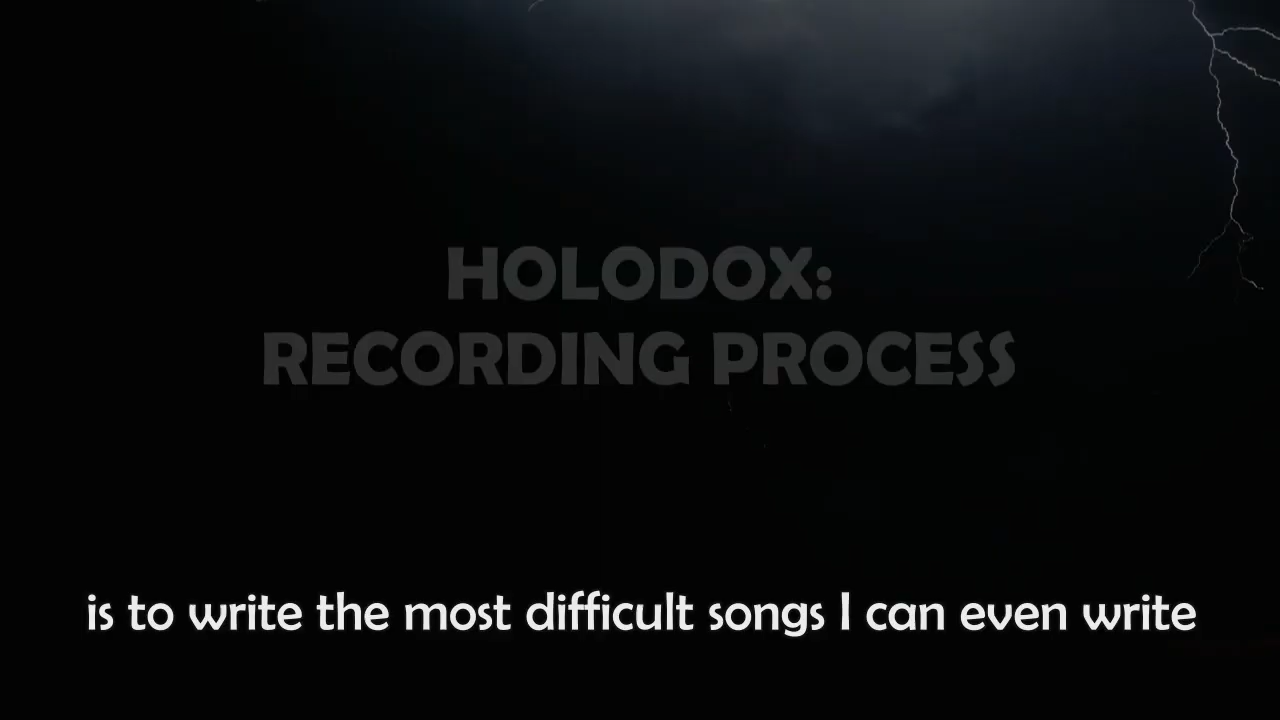 HOLODOX:
RECORDING PROCESS
is to write the most difficult songs I can even write